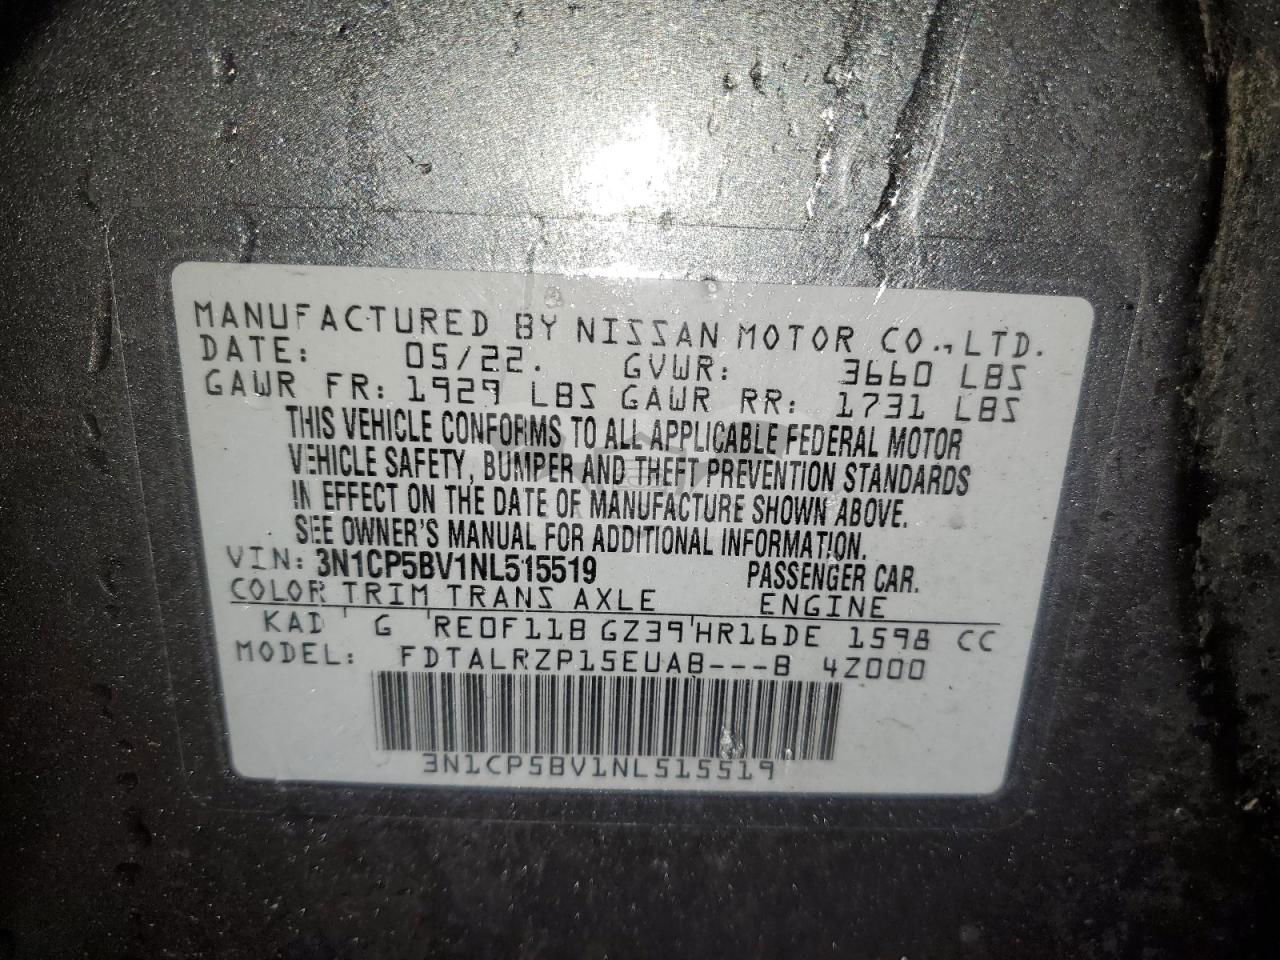 MANUFACTURED BY NISSAN MOTOR CO., LTD.
DATE: 05/22. GVWR: 3660 LBS
GAWR FR: 1929 LBS GAWR RR: 1731 LBS
THIS VEHICLE CONFORMS TO ALL APPLICABLE FEDERAL MOTOR
VEHICLE SAFETY, BUMPER AND THEFT PREVENTION STANDARDS
IN EFFECT ON THE DATE OF MANUFACTURE SHOWN ABOVE.
SEE OWNER'S MANUAL FOR ADDITIONAL INFORMATION.
VIN: 3N1CP5BV1NL515519 PASSENGER CAR.
COLOR TRIM TRANS AXLE ENGINE
KAD ' G ' RE0F11B GZ39 ' HR16DE 1598 CC
MODEL: FDTALRZP15EUAB---B 4Z000
3N1CP5BV1NL515519